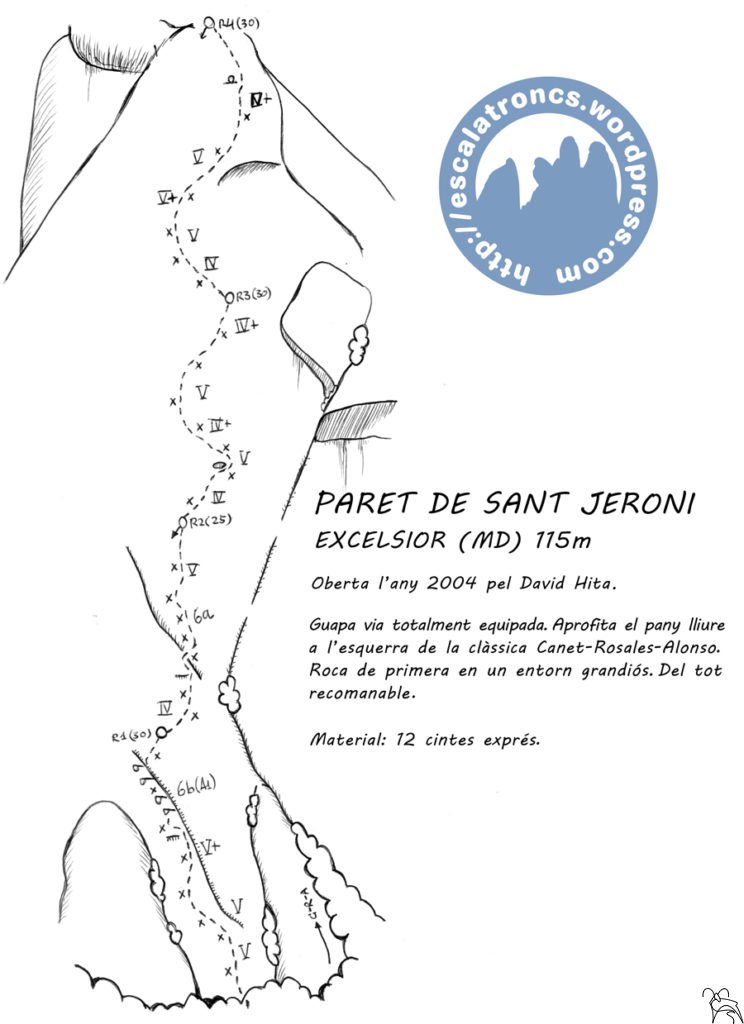 R4(30)
V+
V
V+
V
IV
R3(30)
IV+
V
IV+
V
IV
R2(25)
V
6a
IV
R1(30)
6b(A1)
V+
V
V
C-R-A
http://escalatroncs.wordpress.com
PARET DE SANT JERONI
EXCELSIOR (MD) 115m
Oberta l'any 2004 pel David Hita.
Guapa via totalment equipada. Aprofita el pany lliure
a l'esquerra de la clàssica Canet-Rosales-Alonso.
Roca de primera en un entorn grandiós. Del tot
recomanable.
Material: 12 cintes exprés.